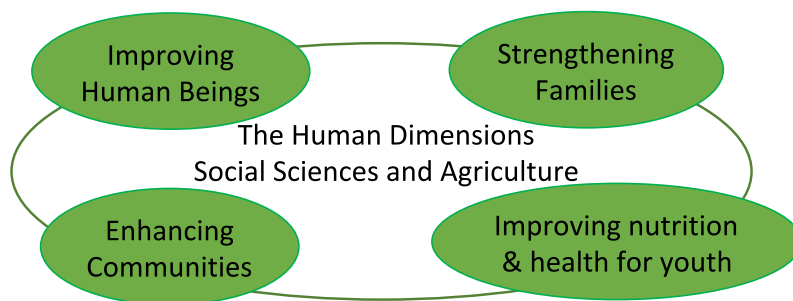 Improving
Human Beings
Strengthening
Families
The Human Dimensions
Social Sciences and Agriculture
Enhancing
Communities
Improving nutrition
& health for youth